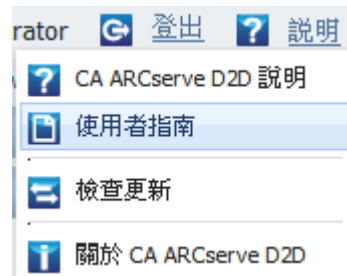 rator 登出 說明
CA ARCserve D2D 說明
使用者指南
檢查更新
關於 CA ARCserve D2D